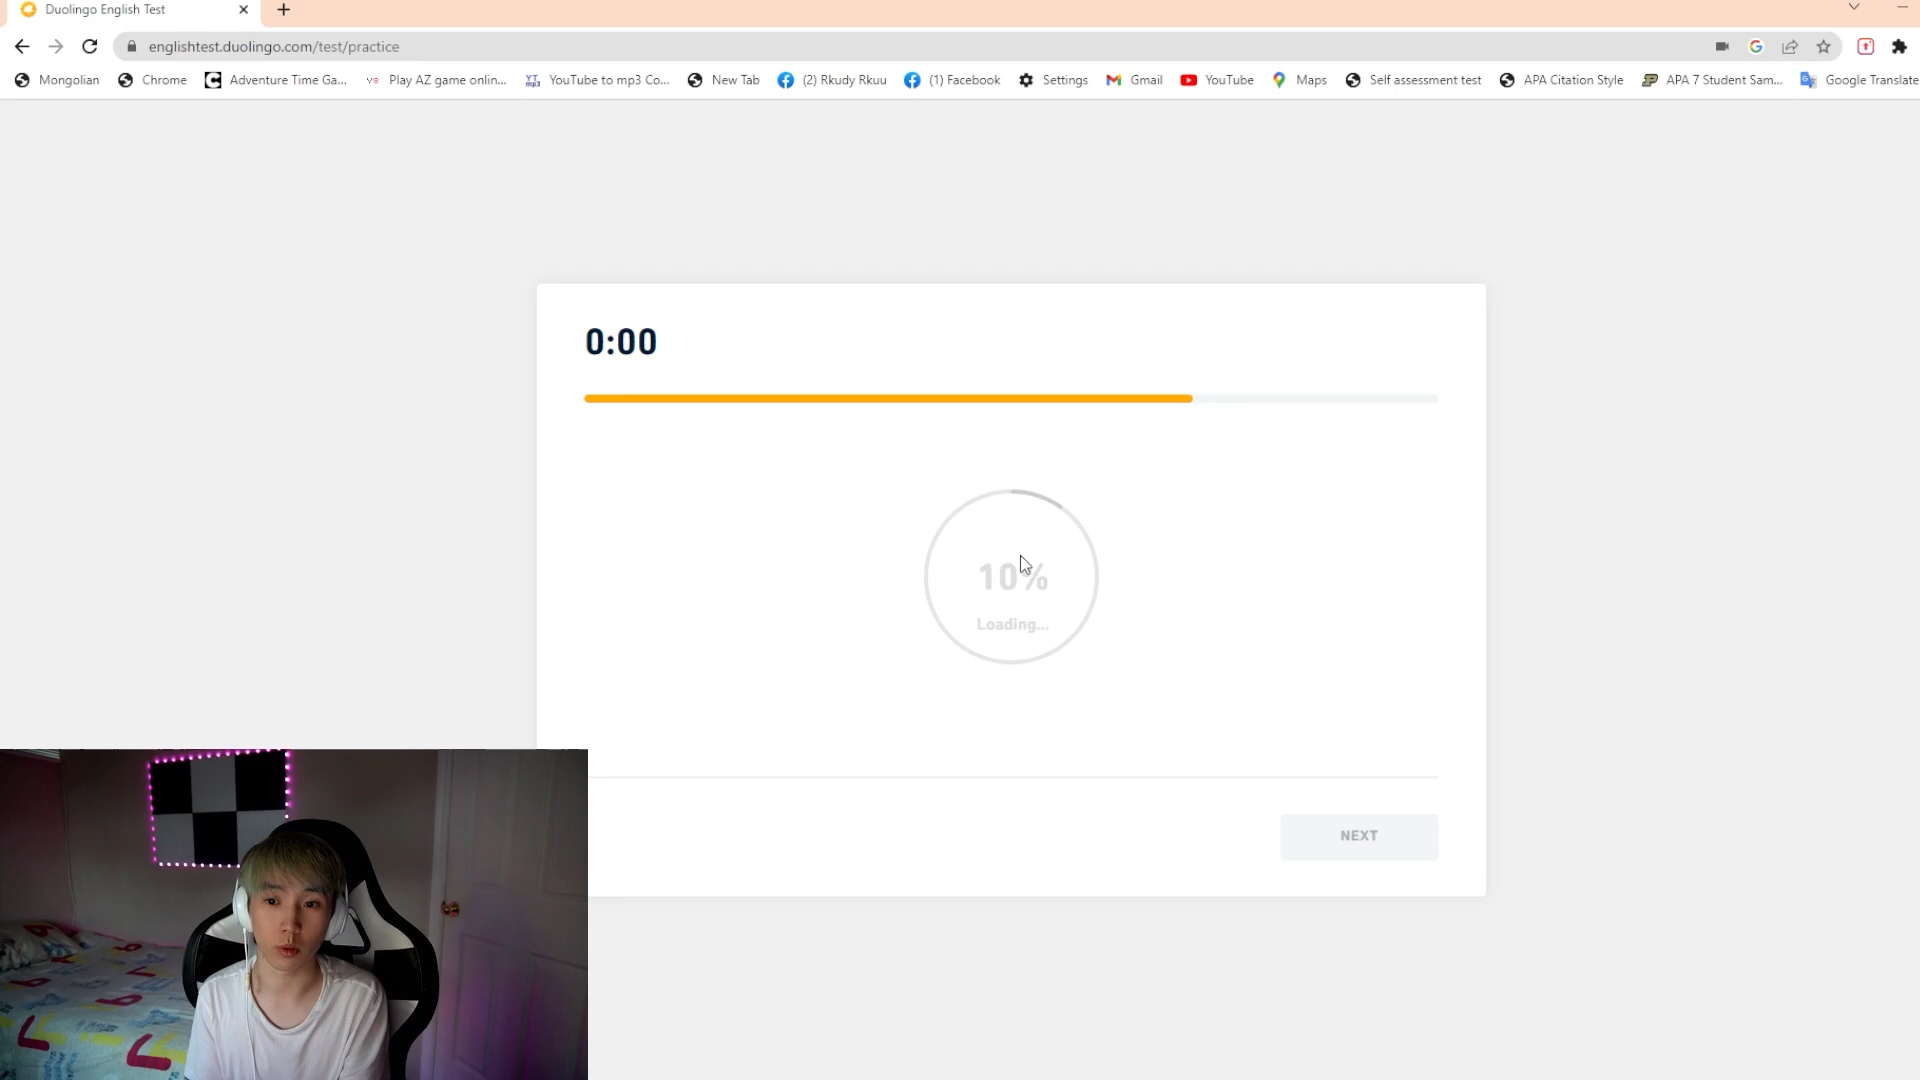 Duolingo English Test
englishtest.duolingo.com/test/practice
Mongolian Chrome Adventure Time Ga... Play AZ game onlin... YT mp3 YouTube to mp3 Co... New Tab (2) Rkudy Rkuu (1) Facebook Settings Gmail YouTube Maps Self assessment test APA Citation Style APA 7 Student Sam... Google Translate
0:00
10%
Loading...
NEXT